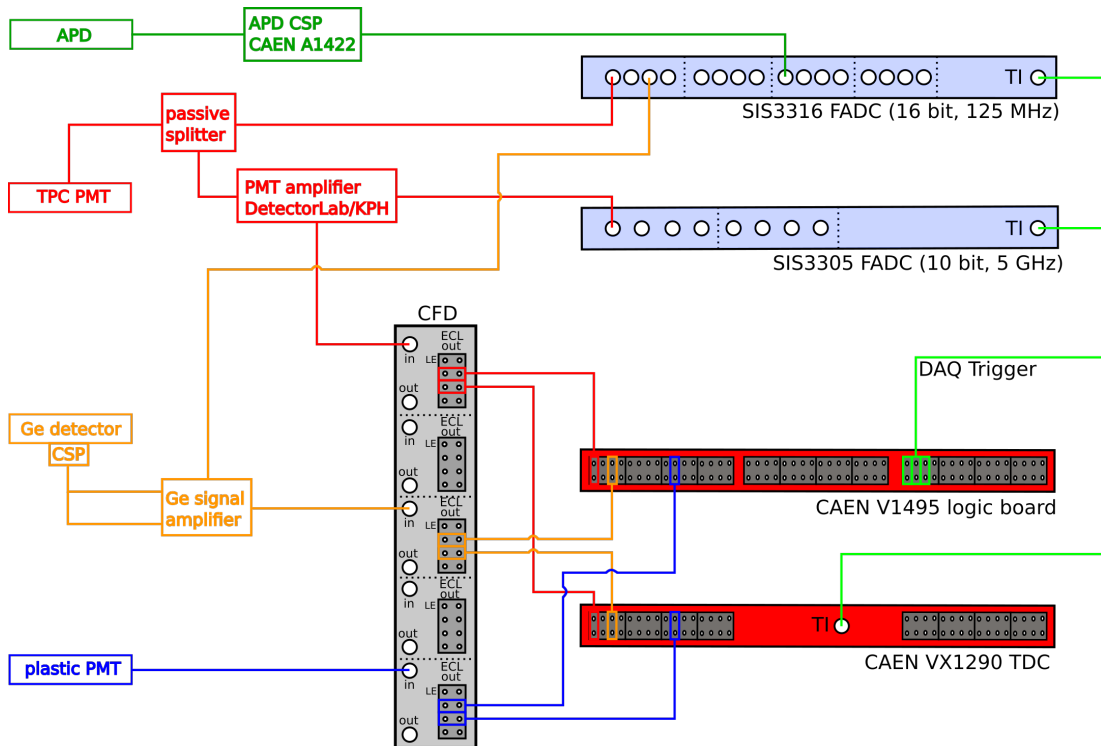 APD
APD CSP
CAEN A1422
TI
SIS3316 FADC (16 bit, 125 MHz)
passive
splitter
TPC PMT
PMT amplifier
DetectorLab/KPH
TI
SIS3305 FADC (10 bit, 5 GHz)
CFD
ECL
out
LE
in
out
DAQ Trigger
ECL
out
in
LE
out
Ge detector
CSP
Ge signal
amplifier
ECL
out
in
LE
out
CAEN V1495 logic board
ECL
out
in
LE
out
TI
CAEN VX1290 TDC
plastic PMT
ECL
out
in
LE
out